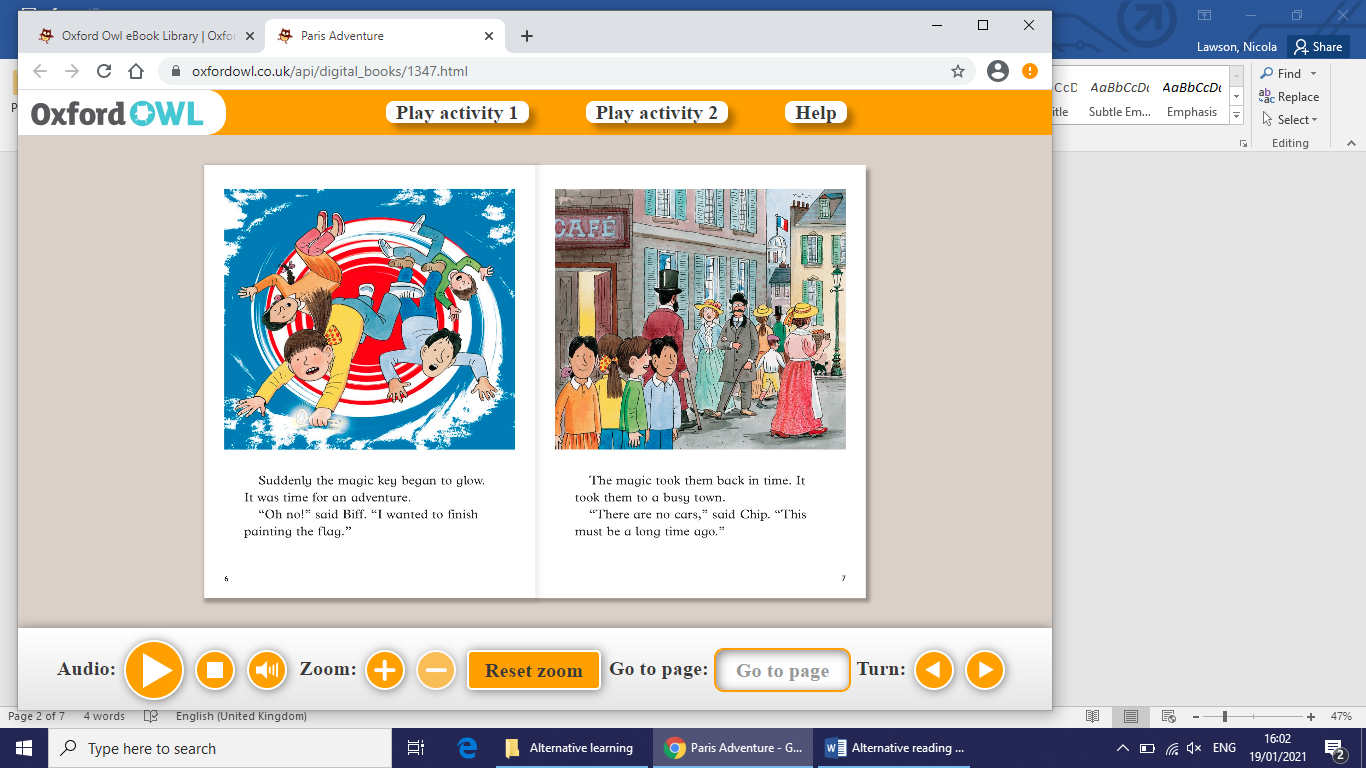 Lawson, Nicola
Share
Oxford Owl eBook Library | Oxfo
Paris Adventure
oxfordowl.co.uk/api/digital_books/1347.html
AaBbCcDc
AaBbCcDc
Subtle Em...
Emphasis
Find
Replace
Select
Editing
Oxford OWL
Play activity 1
Play activity 2
Help
CAFÉ
Suddenly the magic key began to glow.
It was time for an adventure.
“Oh no!” said Biff. “I wanted to finish
painting the flag.”
6
The magic took them back in time. It
took them to a busy town.
“There are no cars,” said Chip. “This
must be a long time ago.”
7
Audio:
Zoom:
Reset zoom
Go to page:
Go to page
Turn:
Page 2 of 7
4 words
English (United Kingdom)
47%
Type here to search
Alternative learning
Paris Adventure - G...
Alternative reading ...
ENG
16:02
19/01/2021
2